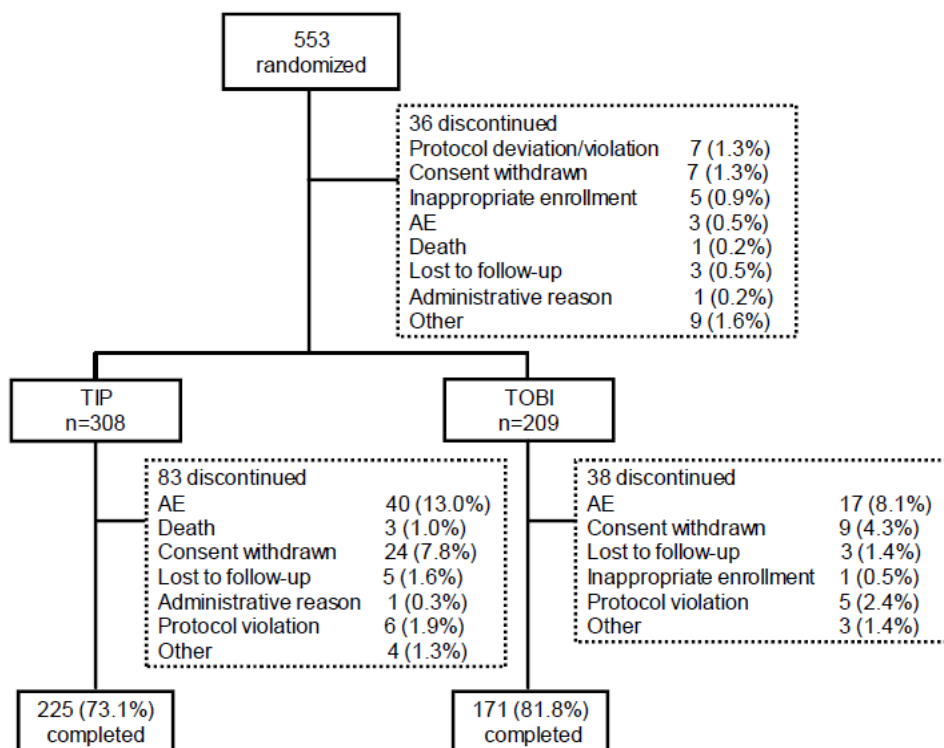 553
randomized
36 discontinued
Protocol deviation/violation 7 (1.3%)
Consent withdrawn 7 (1.3%)
Inappropriate enrollment 5 (0.9%)
AE 3 (0.5%)
Death 1 (0.2%)
Lost to follow-up 3 (0.5%)
Administrative reason 1 (0.2%)
Other 9 (1.6%)
TIP
n=308
TOBI
n=209
83 discontinued
AE 40 (13.0%)
Death 3 (1.0%)
Consent withdrawn 24 (7.8%)
Lost to follow-up 5 (1.6%)
Administrative reason 1 (0.3%)
Protocol violation 6 (1.9%)
Other 4 (1.3%)
38 discontinued
AE 17 (8.1%)
Consent withdrawn 9 (4.3%)
Lost to follow-up 3 (1.4%)
Inappropriate enrollment 1 (0.5%)
Protocol violation 5 (2.4%)
Other 3 (1.4%)
225 (73.1%)
completed
171 (81.8%)
completed